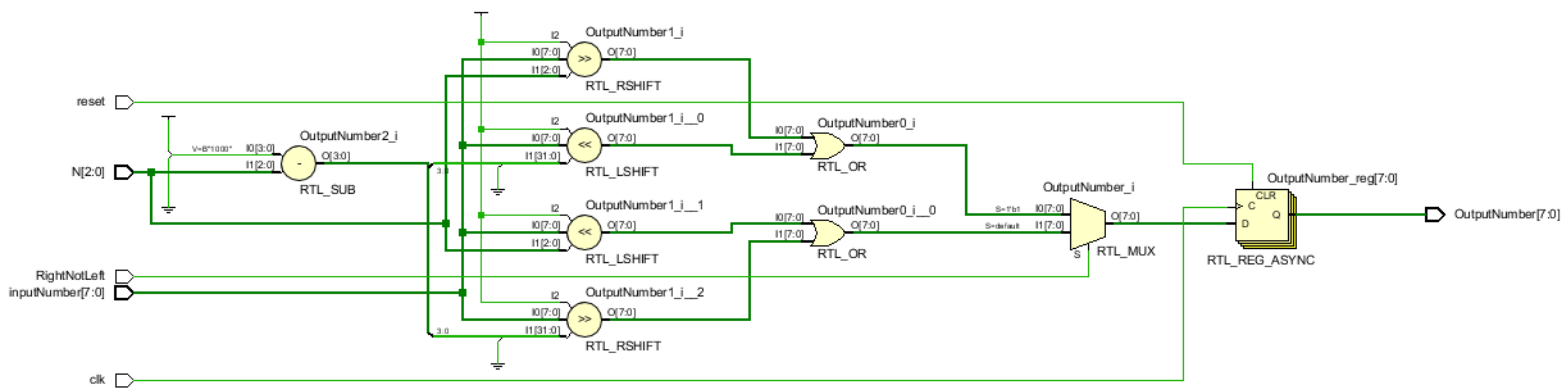 OutputNumber1_i
I2
I0[7:0]
O[7:0]
I1[2:0]
>>
RTL_RSHIFT
reset
OutputNumber1_i__0
OutputNumber0_i
I2
I0[7:0]
O[7:0]
I1[31:0]
<<
RTL_LSHIFT
I0[7:0]
O[7:0]
I1[7:0]
RTL_OR
OutputNumber2_i
V=B"1000"
I0[3:0]
O[3:0]
I1[2:0]
-
RTL_SUB
3:0
N[2:0]
OutputNumber1_i__1
I2
I0[7:0]
O[7:0]
I1[2:0]
<<
RTL_LSHIFT
OutputNumber0_i__0
I0[7:0]
O[7:0]
I1[7:0]
RTL_OR
OutputNumber_i
S=1'b1
I0[7:0]
O[7:0]
S=default
I1[7:0]
S
RTL_MUX
OutputNumber_reg[7:0]
CLR
C
Q
D
RTL_REG_ASYNC
OutputNumber[7:0]
RightNotLeft
inputNumber[7:0]
OutputNumber1_i__2
I2
I0[7:0]
O[7:0]
3:0
I1[31:0]
>>
RTL_RSHIFT
clk